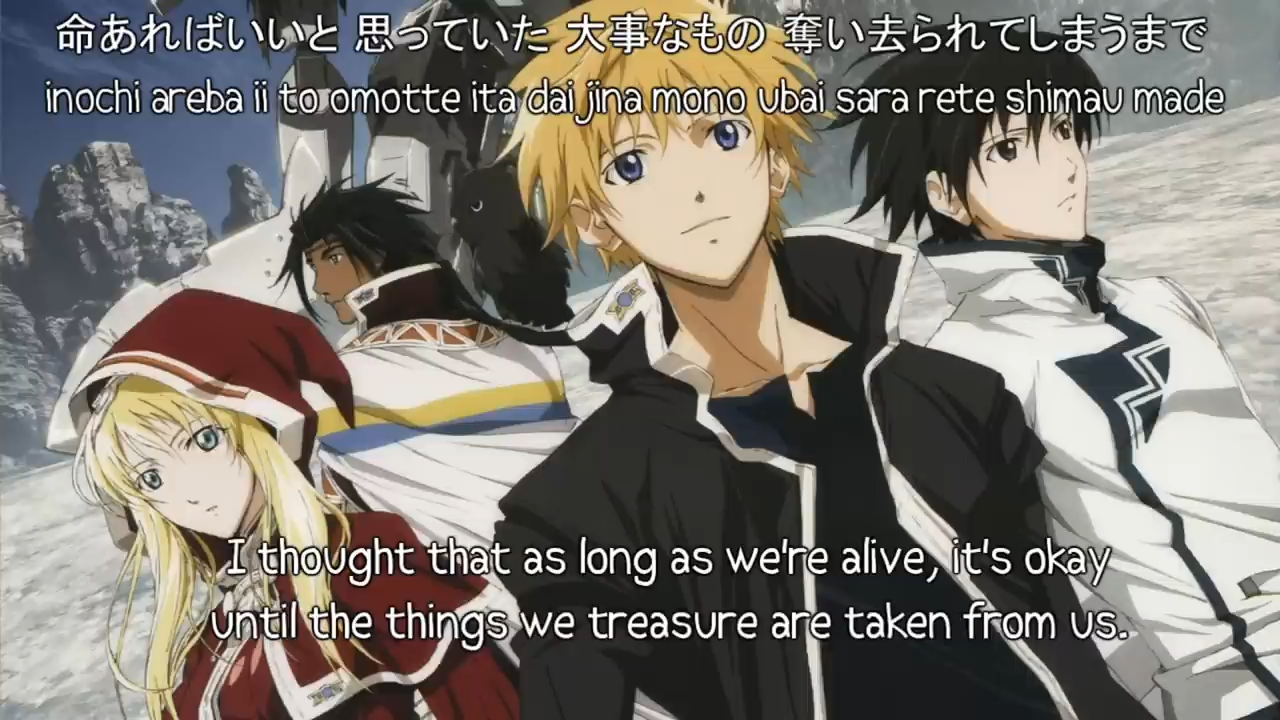 命あればいいと 思っていた 大事なもの 奪い去られてしまうまで
inochi areba ii to omotte ita dai jina mono ubai sara rete shimau made
I thought that as long as we're alive, it's okay
until the things we treasure are taken from us.